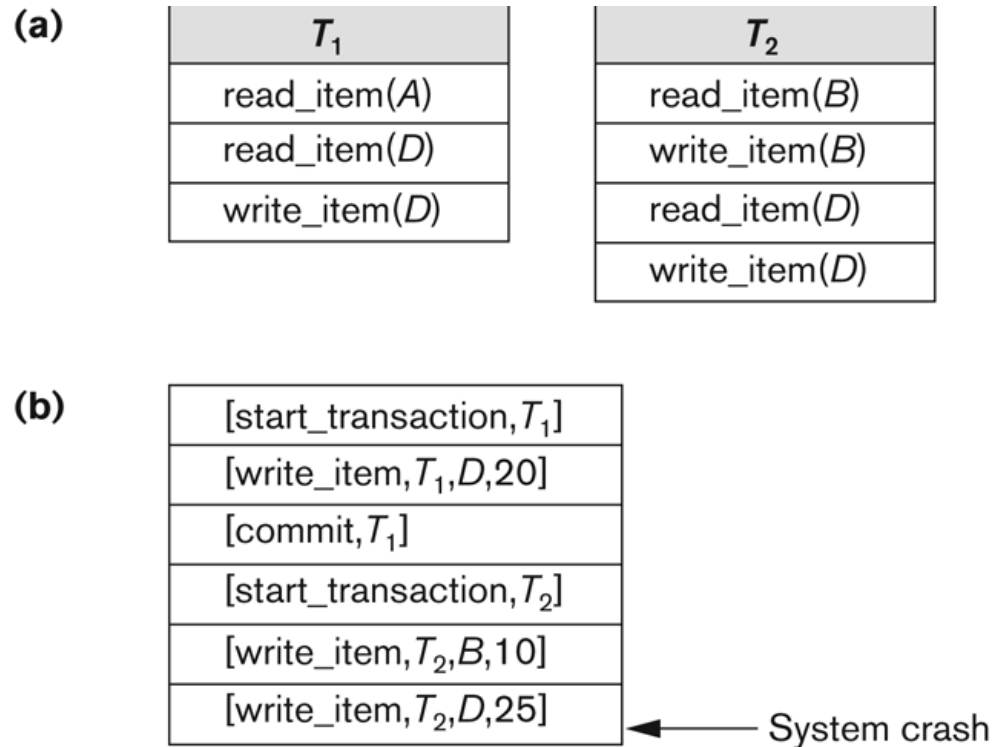 (a)
T1
read_item(A)
read_item(D)
write_item(D)
T2
read_item(B)
write_item(B)
read_item(D)
write_item(D)
(b)
[start_transaction,T1]
[write_item,T1,D,20]
[commit,T1]
[start_transaction,T2]
[write_item,T2,B,10]
[write_item,T2,D,25]
System crash